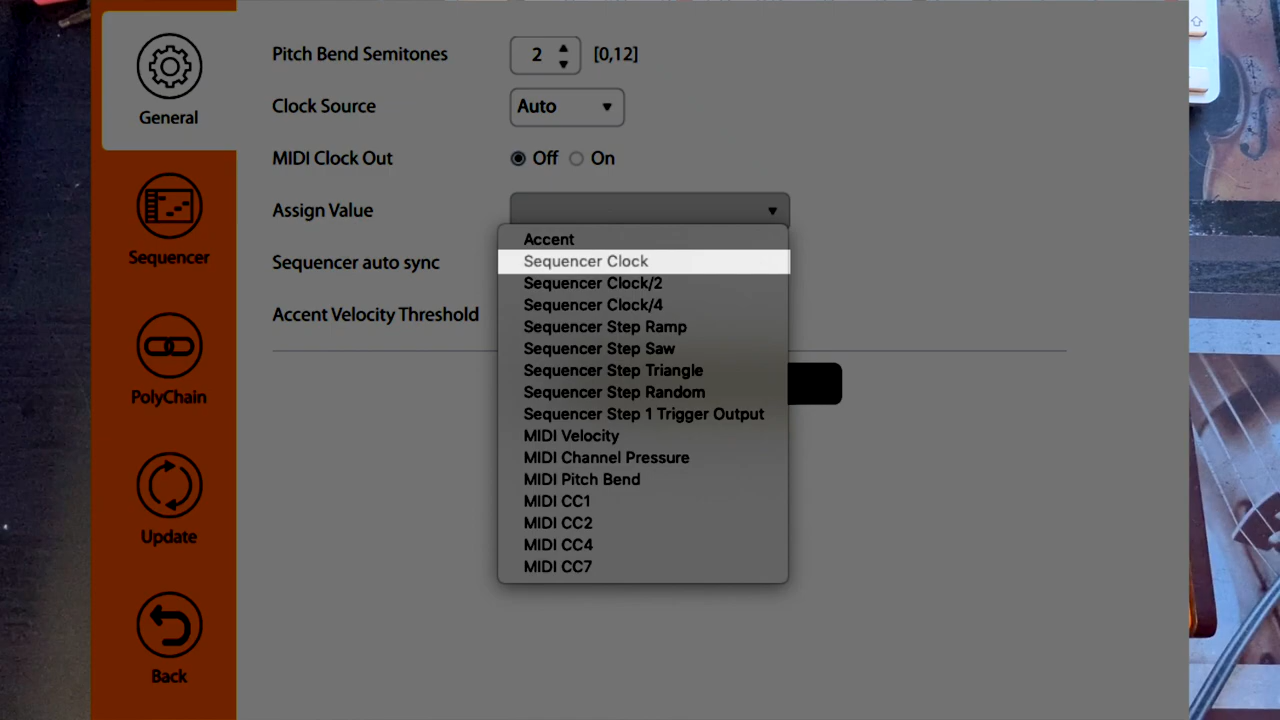 General
Sequencer
PolyChain
Update
Back
Pitch Bend Semitones 2 [0,12]
Clock Source Auto
MIDI Clock Out Off On
Assign Value
Sequencer auto sync
Accent Velocity Threshold
Accent
Sequencer Clock
Sequencer Clock/2
Sequencer Clock/4
Sequencer Step Ramp
Sequencer Step Saw
Sequencer Step Triangle
Sequencer Step Random
Sequencer Step 1 Trigger Output
MIDI Velocity
MIDI Channel Pressure
MIDI Pitch Bend
MIDI CC1
MIDI CC2
MIDI CC4
MIDI CC7